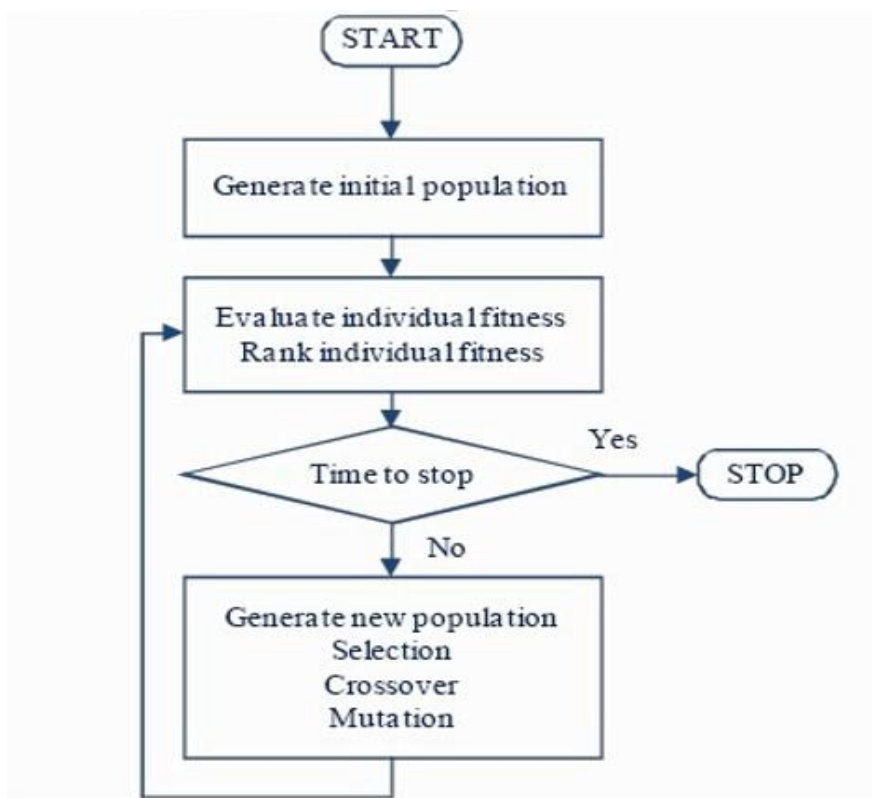 START
Generate initial population
Evaluate individual fitness
Rank individual fitness
Time to stop
Yes
STOP
No
Generate new population
Selection
Crossover
Mutation